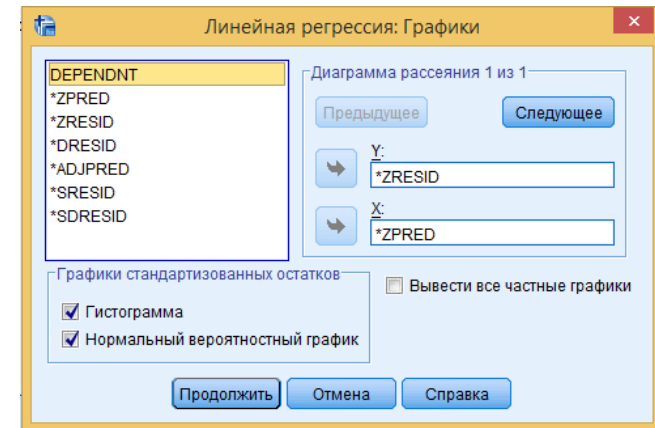 Линейная регрессия: Графики
DEPENDNT
*ZPRED
*ZRESID
*DRESID
*ADJPRED
*SRESID
*SDRESID
Диаграмма рассеяния 1 из 1
Предыдущее
Следующее
Y:
*ZRESID
X:
*ZPRED
Графики стандартизованных остатков
Гистограмма
Нормальный вероятностный график
Вывести все частные графики
Продолжить
Отмена
Справка